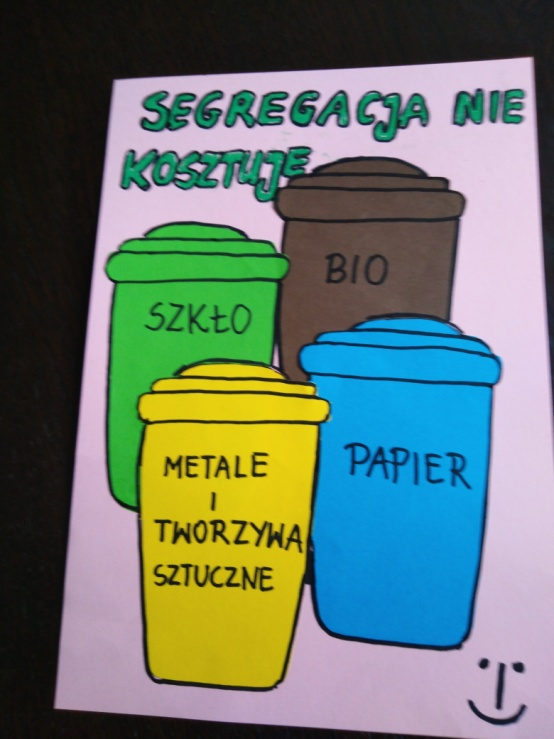 SEGREGACJA NIE
KOSZTUJE
BIO
SZKŁO
PAPIER
METALE
I
TWORZYWA
SZTUCZNE